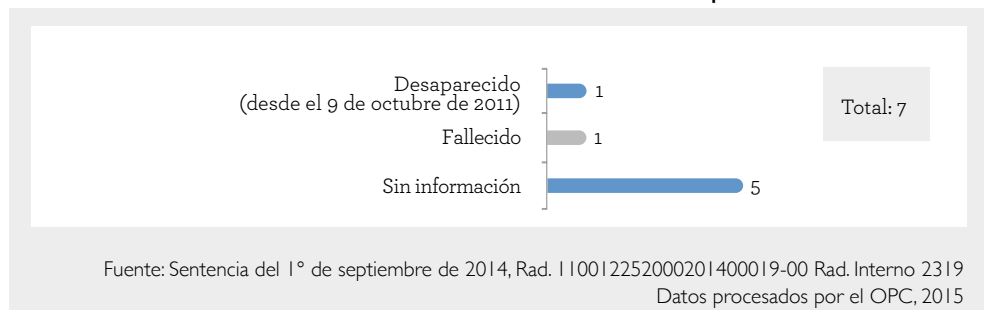 Desaparecido
(desde el 9 de octubre de 2011)
1
Fallecido
1
Sin información
5
Total: 7
Fuente: Sentencia del 1° de septiembre de 2014, Rad. 110012252000201400019-00 Rad. Interno 2319
Datos procesados por el OPC, 2015